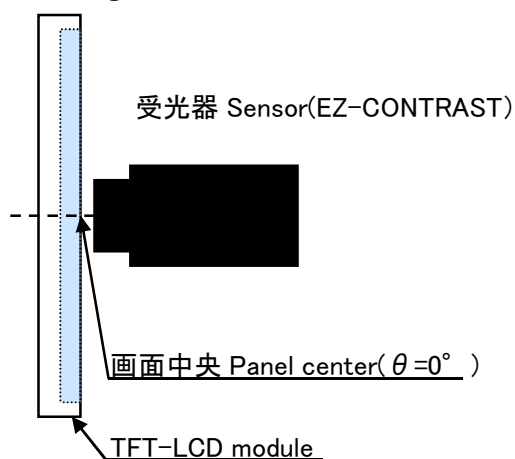 受光器 Sensor(EZ-CONTRAST)
画面中央 Panel center(θ=0° )
TFT-LCD module